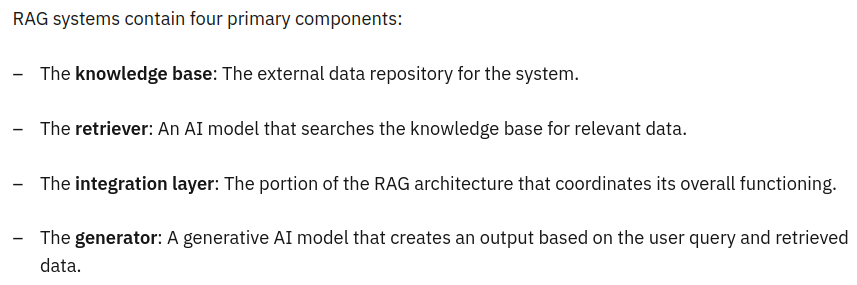 RAG systems contain four primary components:
– The knowledge base: The external data repository for the system.
– The retriever: An AI model that searches the knowledge base for relevant data.
– The integration layer: The portion of the RAG architecture that coordinates its overall functioning.
– The generator: A generative AI model that creates an output based on the user query and retrieved
data.